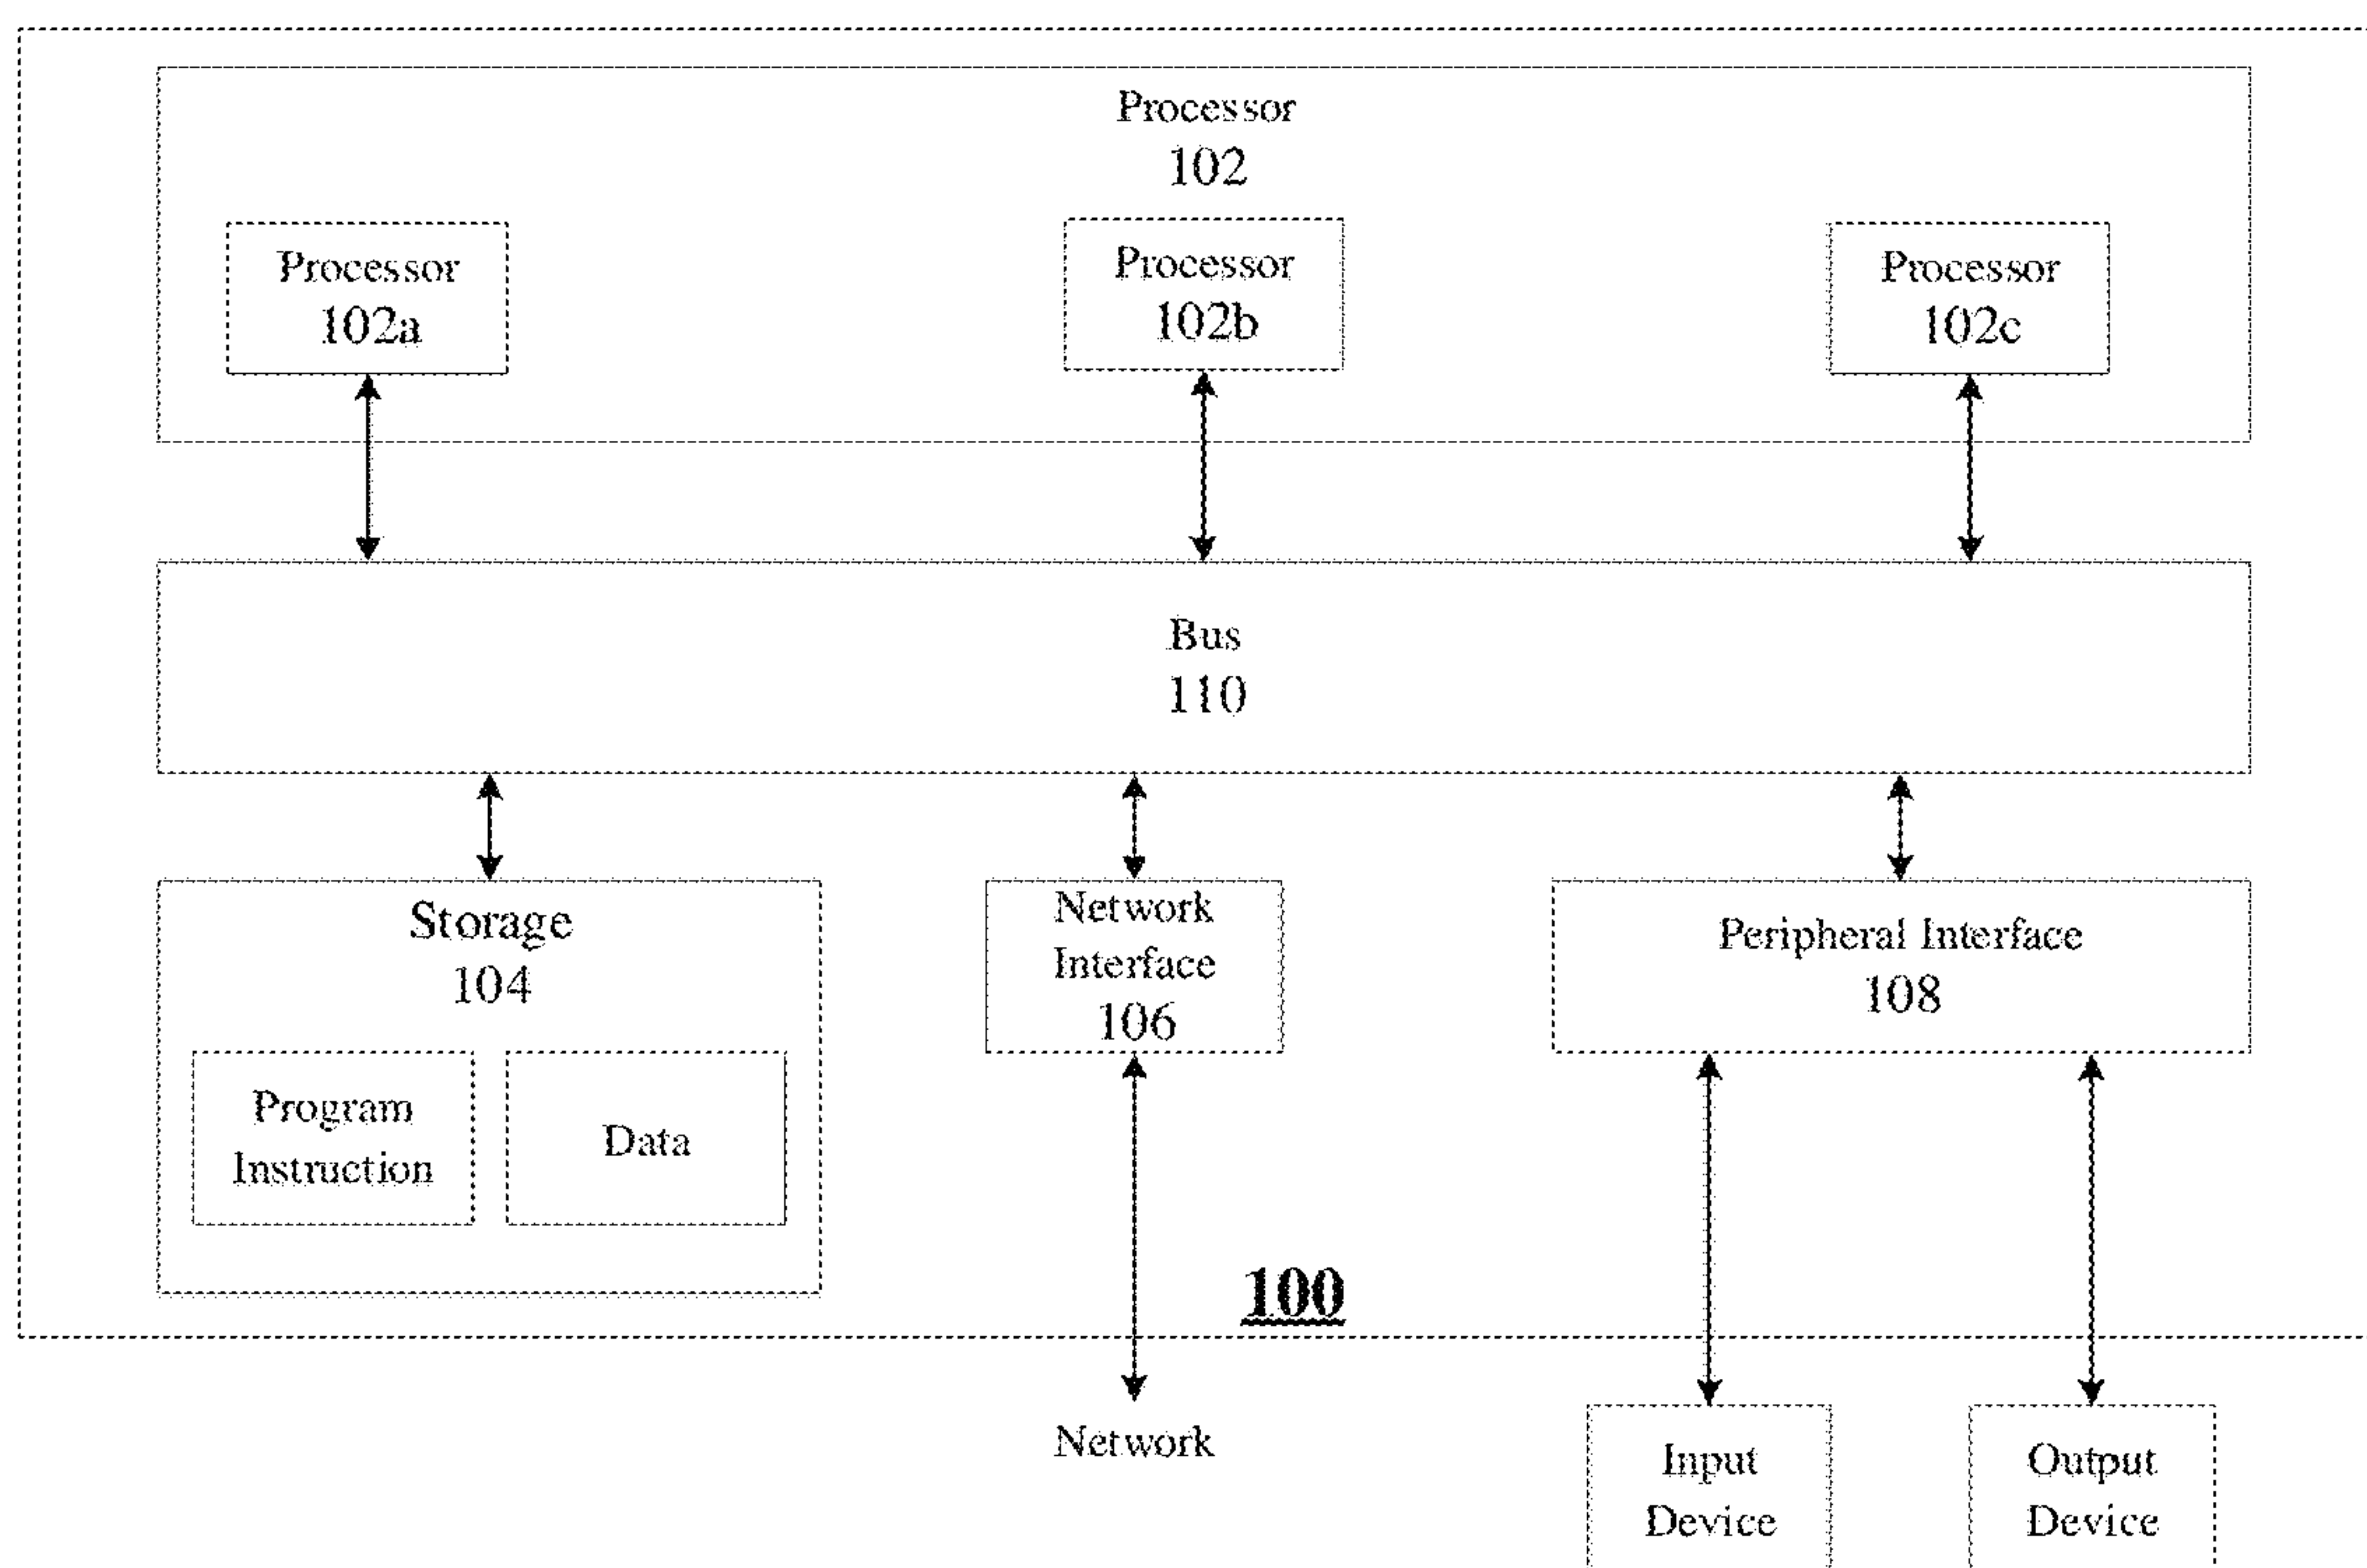 Processor
102
Processor
102a
Processor
102b
Processor
102c
Bus
110
Storage
104
Program
Instruction
Data
Network
Interface
106
Peripheral Interface
108
100
Network
Input
Device
Output
Device